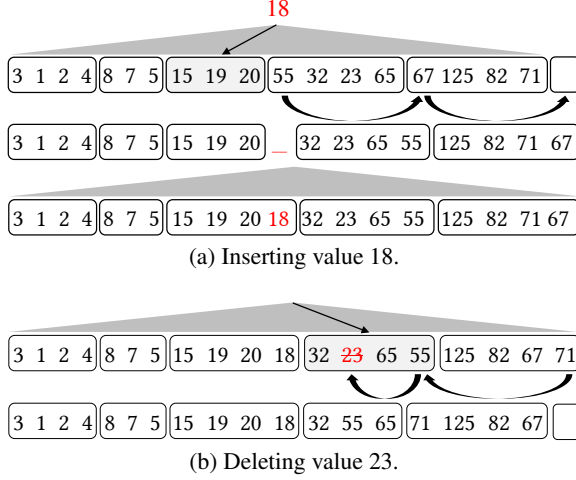 18
3 1 2 4 8 7 5 15 19 20 55 32 23 65 67 125 82 71
3 1 2 4 8 7 5 15 19 20 _ 32 23 65 55 125 82 71 67
3 1 2 4 8 7 5 15 19 20 18 32 23 65 55 125 82 71 67
(a) Inserting value 18.
3 1 2 4 8 7 5 15 19 20 18 32 23 65 55 125 82 67 71
3 1 2 4 8 7 5 15 19 20 18 32 55 65 71 125 82 67
(b) Deleting value 23.